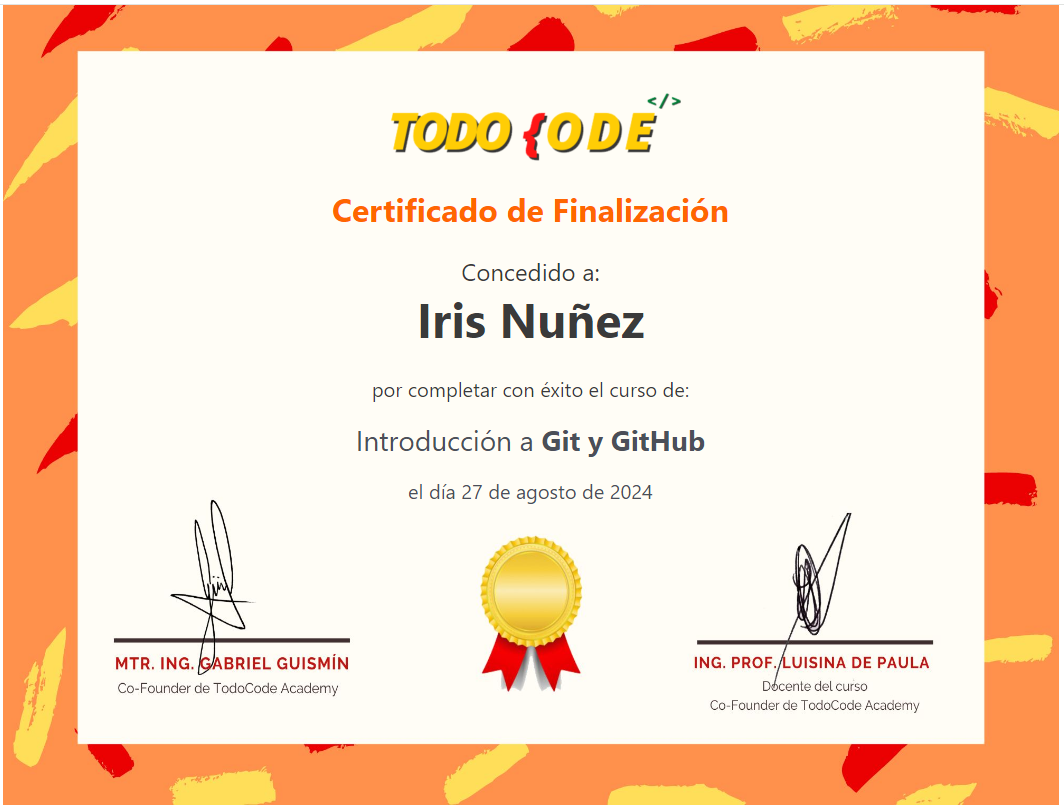 TODO {ODE </>
Certificado de Finalización
Concedido a:
Iris Nuñez
por completar con éxito el curso de:
Introducción a Git y GitHub
el día 27 de agosto de 2024
MTR. ING. GABRIEL GUISMÍN
Co-Founder de TodoCode Academy
ING. PROF. LUISINA DE PAULA
Docente del curso
Co-Founder de TodoCode Academy